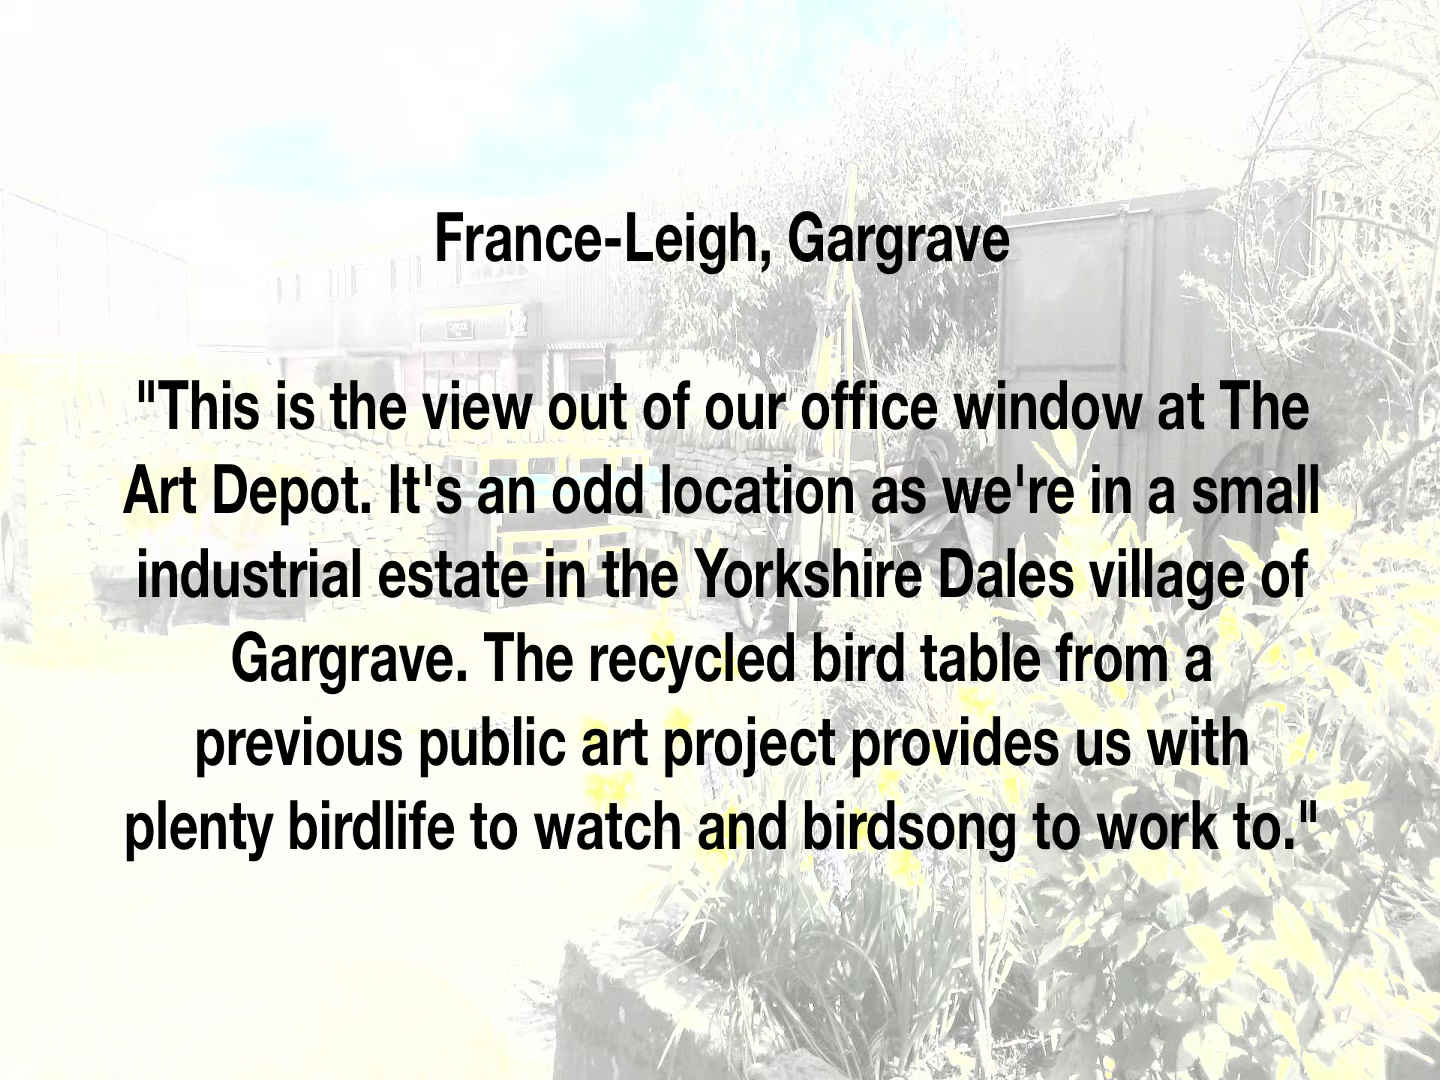 France-Leigh, Gargrave
"This is the view out of our office window at The
Art Depot. It's an odd location as we're in a small
industrial estate in the Yorkshire Dales village of
Gargrave. The recycled bird table from a
previous public art project provides us with
plenty birdlife to watch and birdsong to work to."